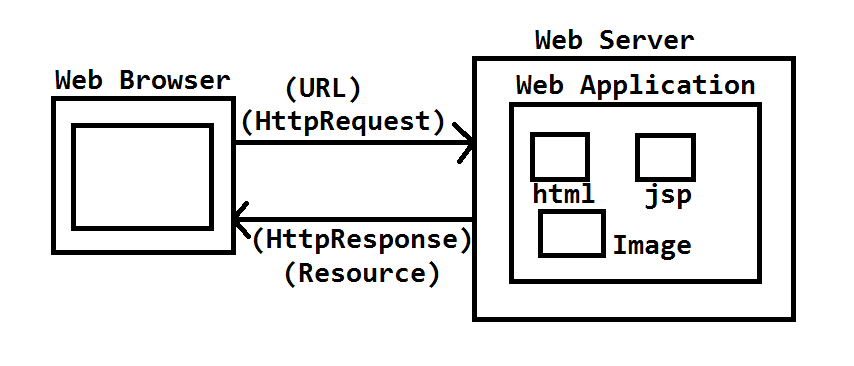 Web Server
Web Browser
(URL)
(HttpRequest)
Web Application
html
jsp
Image
(HttpResponse)
(Resource)